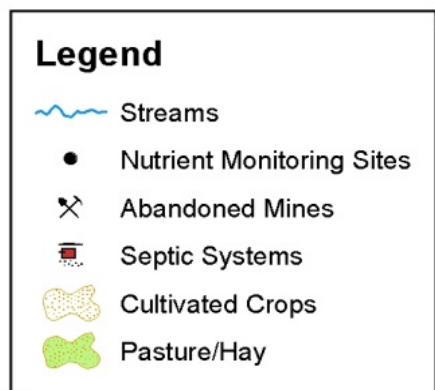 Legend
Streams
Nutrient Monitoring Sites
Abandoned Mines
Septic Systems
Cultivated Crops
Pasture/Hay